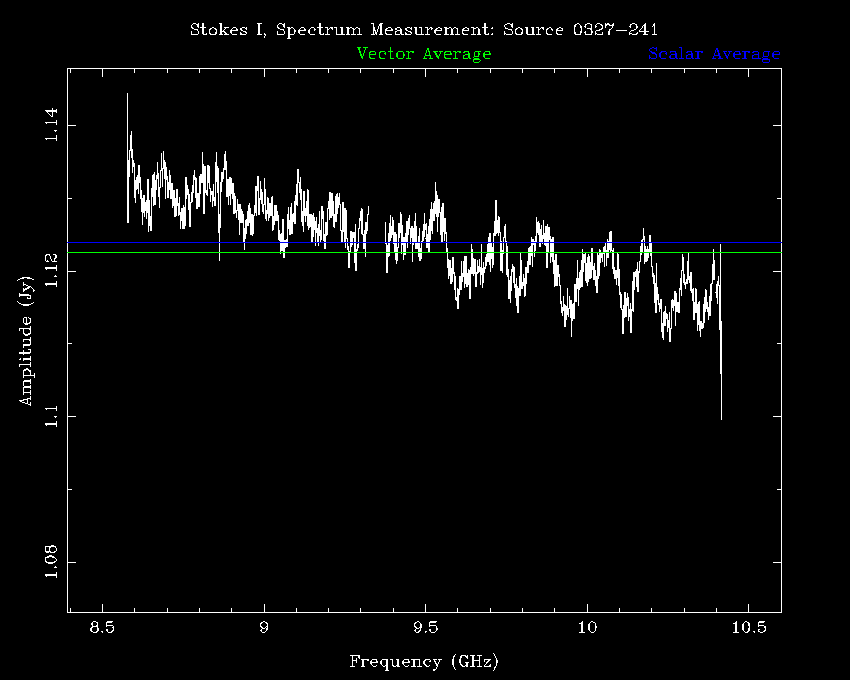 Stokes I, Spectrum Measurement: Source 0327−241
Vector Average
Scalar Average
1.14
1.12
1.1
1.08
Amplitude (Jy)
8.5 9 9.5 10 10.5
Frequency (GHz)